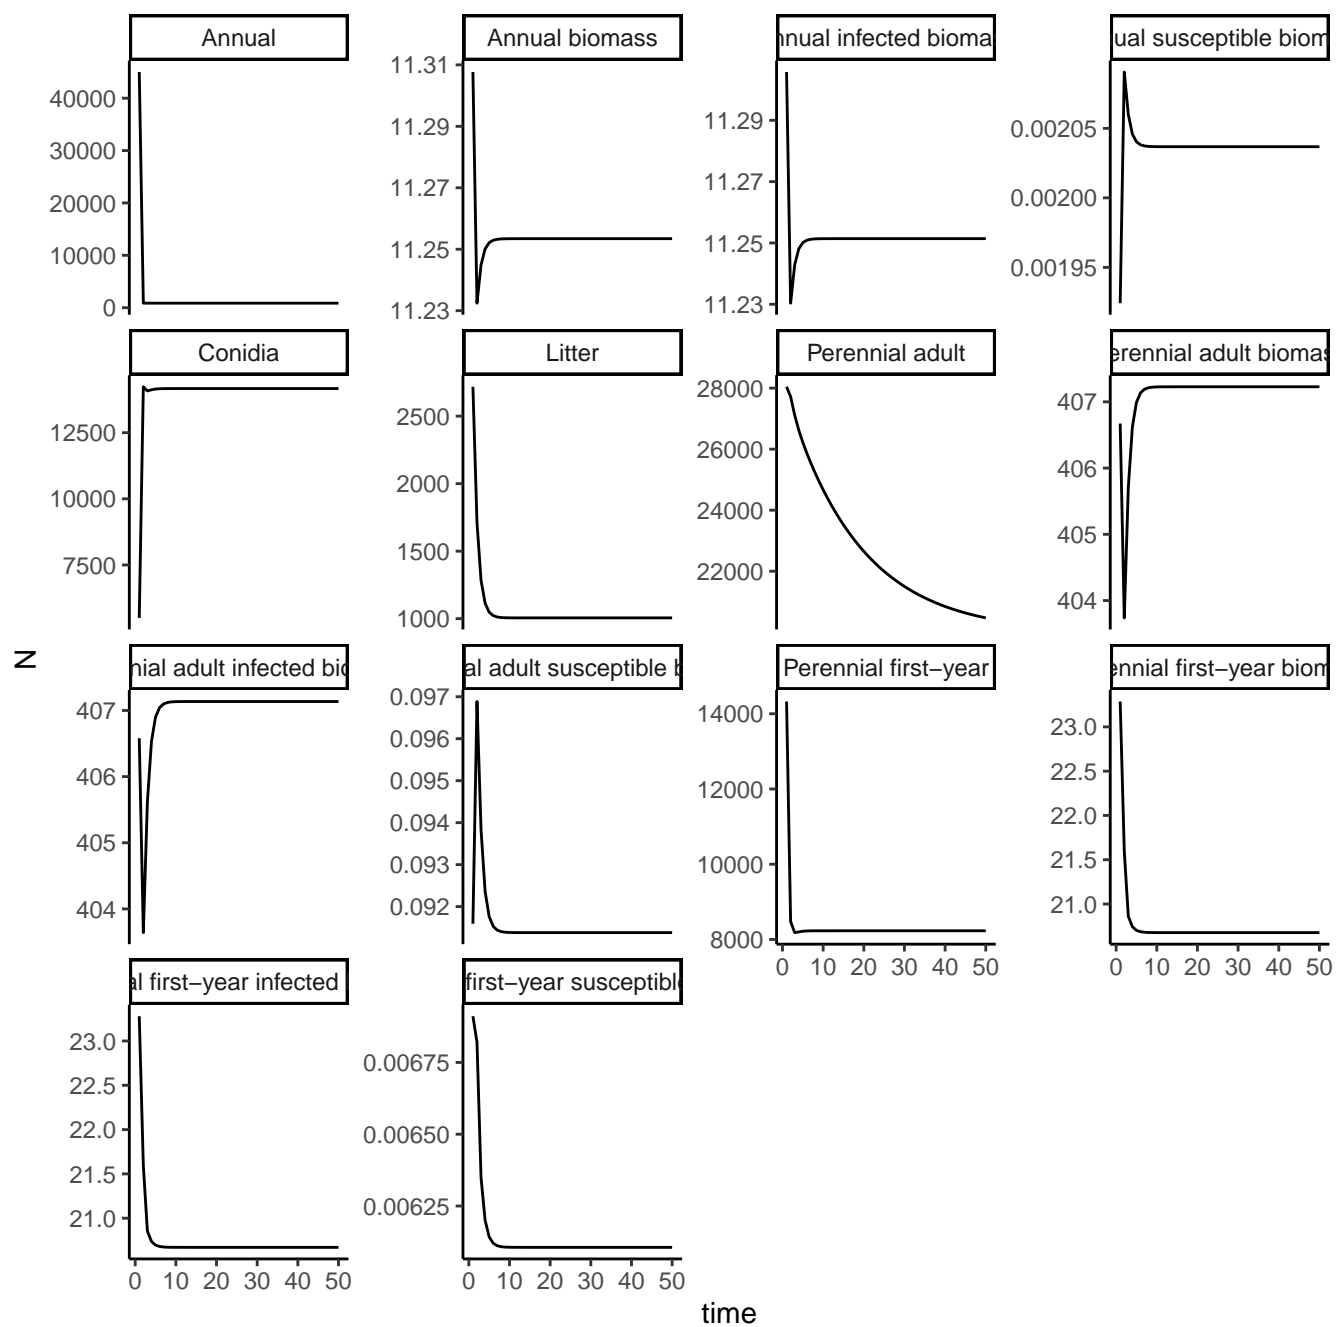 Annual
Annual biomass
nnual infected bioma
ual susceptible biom
40000
30000
20000
10000
0
11.31
11.29
11.27
11.25
11.23
11.29
11.27
11.25
11.23
0.00205
0.00200
0.00195
Conidia
Litter
Perennial adult
erennial adult biomas
12500
10000
7500
2500
2000
1500
1000
28000
26000
24000
22000
407
406
405
404
N
nial adult infected bio
al adult susceptible b
Perennial first−year
ennial first−year biom
407
406
405
404
0.097
0.096
0.095
0.094
0.093
0.092
14000
12000
10000
8000
0 10 20 30 40 50
23.0
22.5
22.0
21.5
21.0
0 10 20 30 40 50
al first−year infected
first−year susceptible
23.0
22.5
22.0
21.5
21.0
0 10 20 30 40 50
0.00675
0.00650
0.00625
0 10 20 30 40 50
time